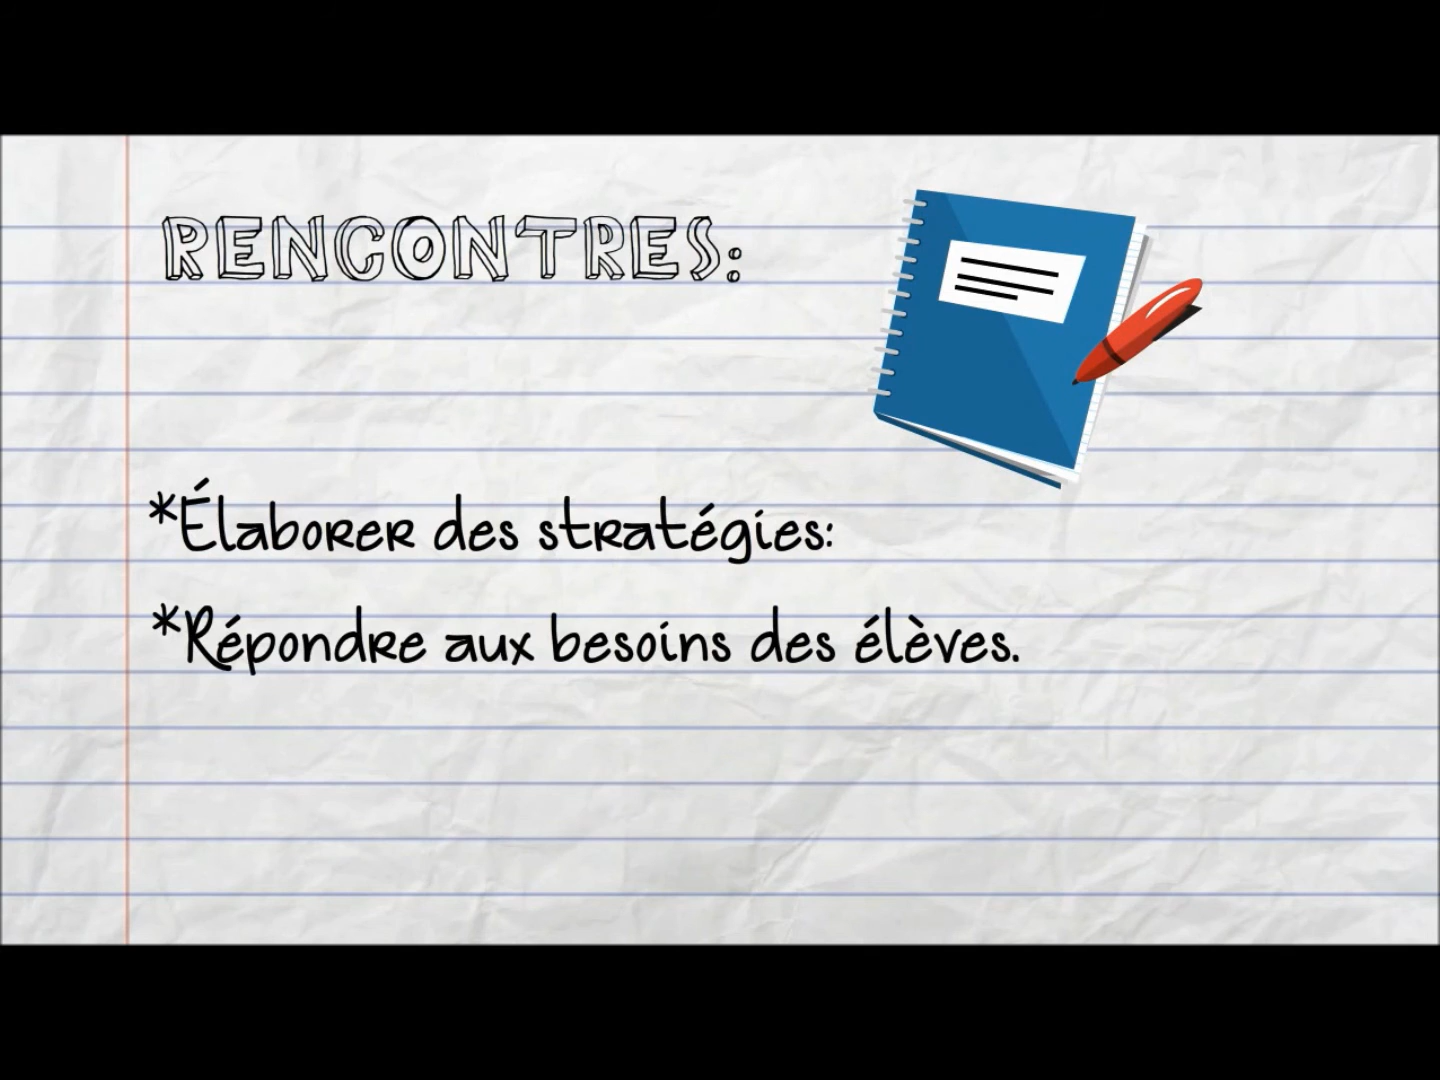 RENCONTRES:
*Élaborer des stratégies:
*Répondre aux besoins des élèves.